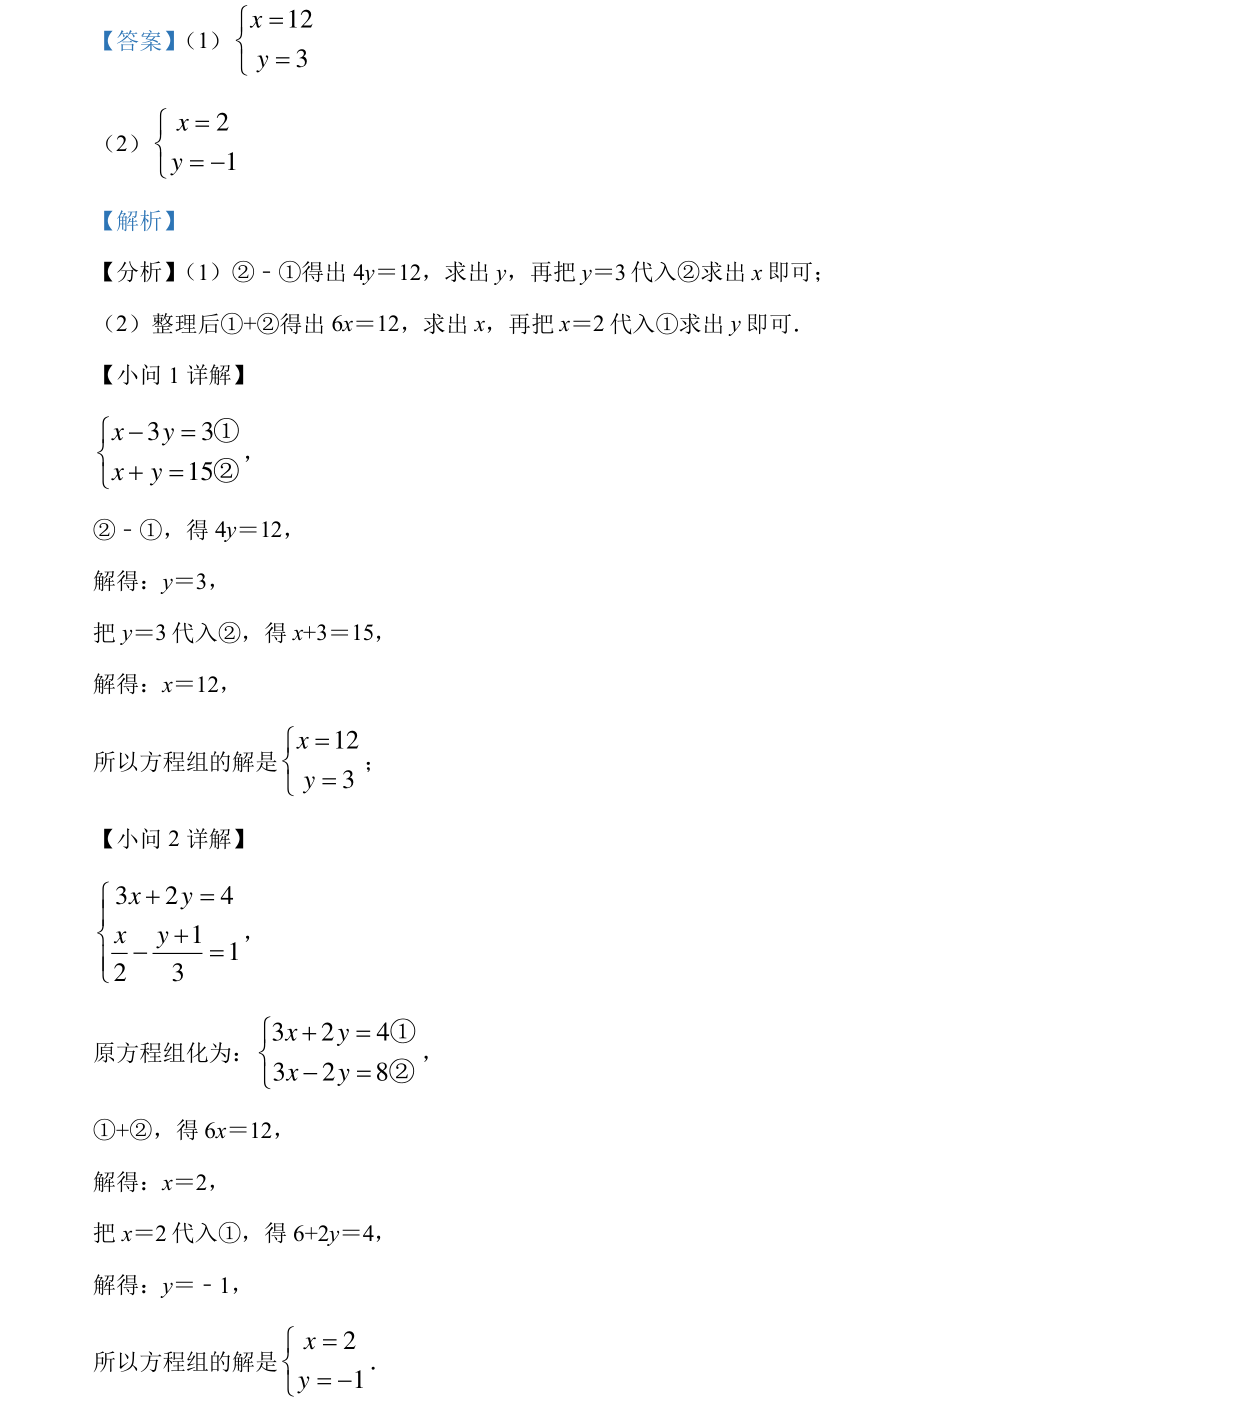 【答案】（1）{x=12
y=3
（2）{x=2
y=−1
【解析】
【分析】（1）②﹣①得出 4y＝12，求出 y，再把 y＝3 代入②求出 x 即可；
（2）整理后①+②得出 6x＝12，求出 x，再把 x＝2 代入①求出 y 即可．
【小问 1 详解】
{x−3y=3①
x+y=15②，
②﹣①，得 4y＝12，
解得：y＝3，
把 y＝3 代入②，得 x+3＝15，
解得：x＝12，
所以方程组的解是{x=12
y=3；
【小问 2 详解】
{3x+2y=4
x/2−(y+1)/3=1，
原方程组化为：{3x+2y=4①
3x−2y=8②，
①+②，得 6x＝12，
解得：x＝2，
把 x＝2 代入①，得 6+2y＝4，
解得：y＝﹣1，
所以方程组的解是{x=2
y=−1．